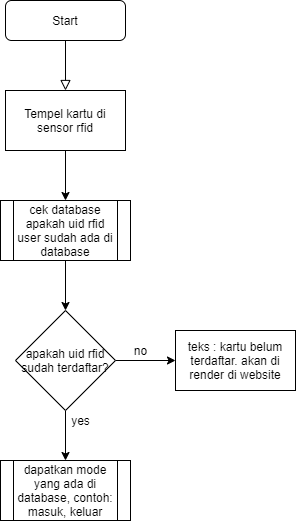 Start
Tempel kartu di
sensor rfid
cek database
apakah uid rfid
user sudah ada di
database
apakah uid rfid
sudah terdaftar?
no
teks : kartu belum
terdaftar. akan di
render di website
yes
dapatkan mode
yang ada di
database, contoh:
masuk, keluar